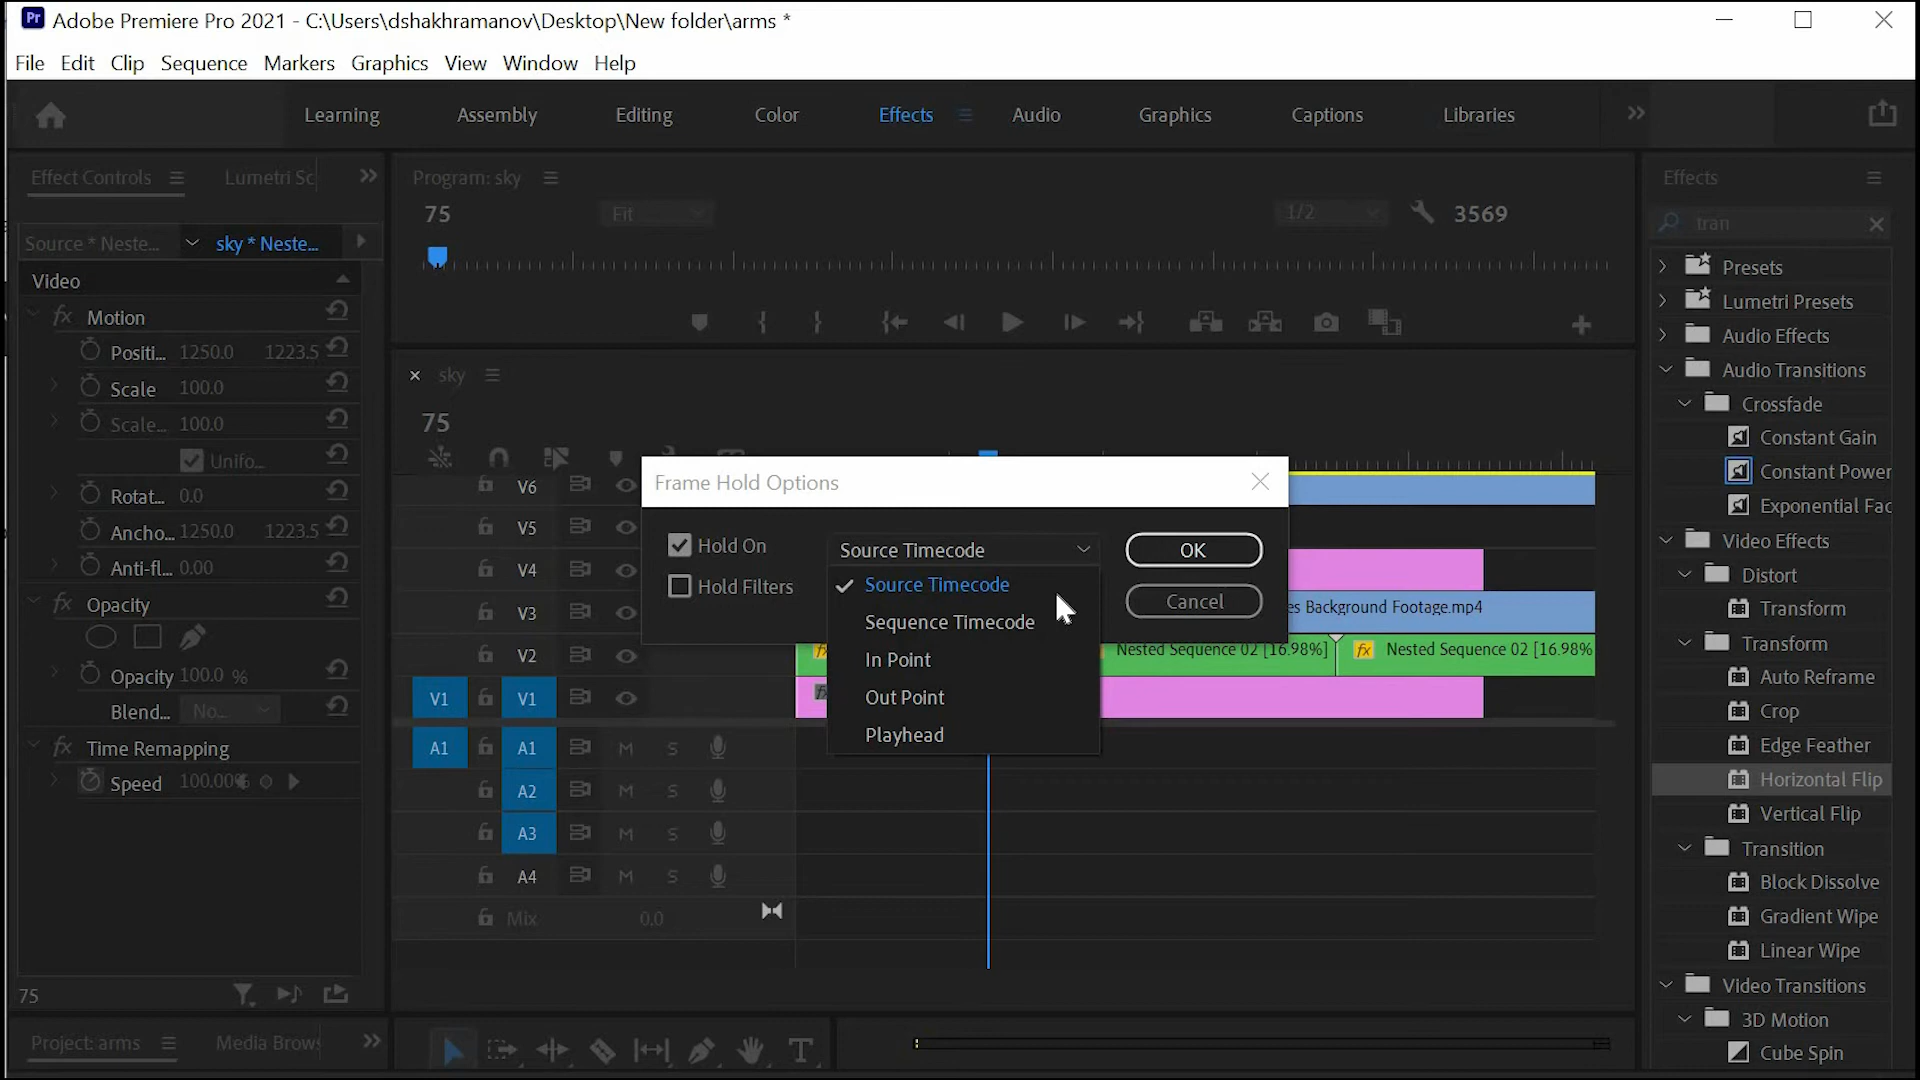 Pr Adobe Premiere Pro 2021 - C:\Users\dshakhramanov\Desktop\New folder\arms *
File Edit Clip Sequence Markers Graphics View Window Help
Learning Assembly Editing Color Effects Audio Graphics Captions Libraries
Effect Controls Lumetri Sc
Source * Neste... sky * Neste...
Video
fx Motion
Positi... 1250.0 1223.5
Scale 100.0
Scale... 100.0
Unifo...
Rotat... 0.0
Ancho... 1250.0 1223.5
Anti-fl... 0.00
fx Opacity
Opacity 100.0 %
Blend... No...
fx Time Remapping
Speed 100.00%
75
Project: arms Media Brows
Program: sky
75 Fit 1/2 3569
× sky
75
V6
V5
V4
V3 es Background Footage.mp4
V2 fx Nested Sequence 02 [16.98%] fx Nested Sequence 02 [16.98%
V1 V1 fx
A1 A1 M S
A2 M S
A3 M S
A4 M S
Mix 0.0
Frame Hold Options
Hold On Source Timecode OK
Hold Filters Cancel
Source Timecode
Sequence Timecode
In Point
Out Point
Playhead
T
Effects
tran
Presets
Lumetri Presets
Audio Effects
Audio Transitions
Crossfade
Constant Gain
Constant Power
Exponential Fac
Video Effects
Distort
Transform
Transform
Auto Reframe
Crop
Edge Feather
Horizontal Flip
Vertical Flip
Transition
Block Dissolve
Gradient Wipe
Linear Wipe
Video Transitions
3D Motion
Cube Spin